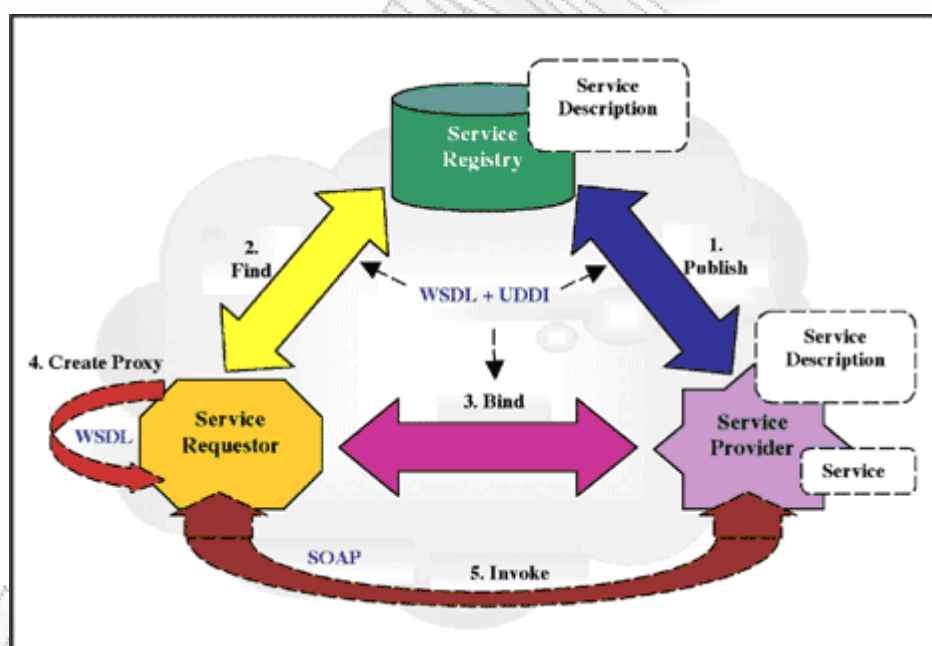 Service
Description
Service
Registry
2.
Find
1.
Publish
WSDL + UDDI
Service
Description
4. Create Proxy
3. Bind
Service
Requestor
WSDL
Service
Provider
Service
SOAP
5. Invoke